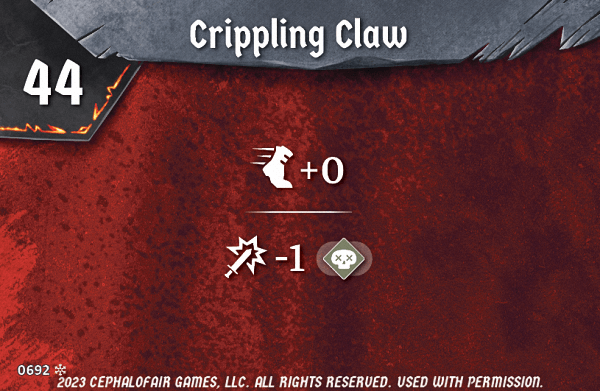 Crippling Claw
44
+0
-1
0692
2023 CEPHALOFAIR GAMES, LLC. ALL RIGHTS RESERVED. USED WITH PERMISSION.